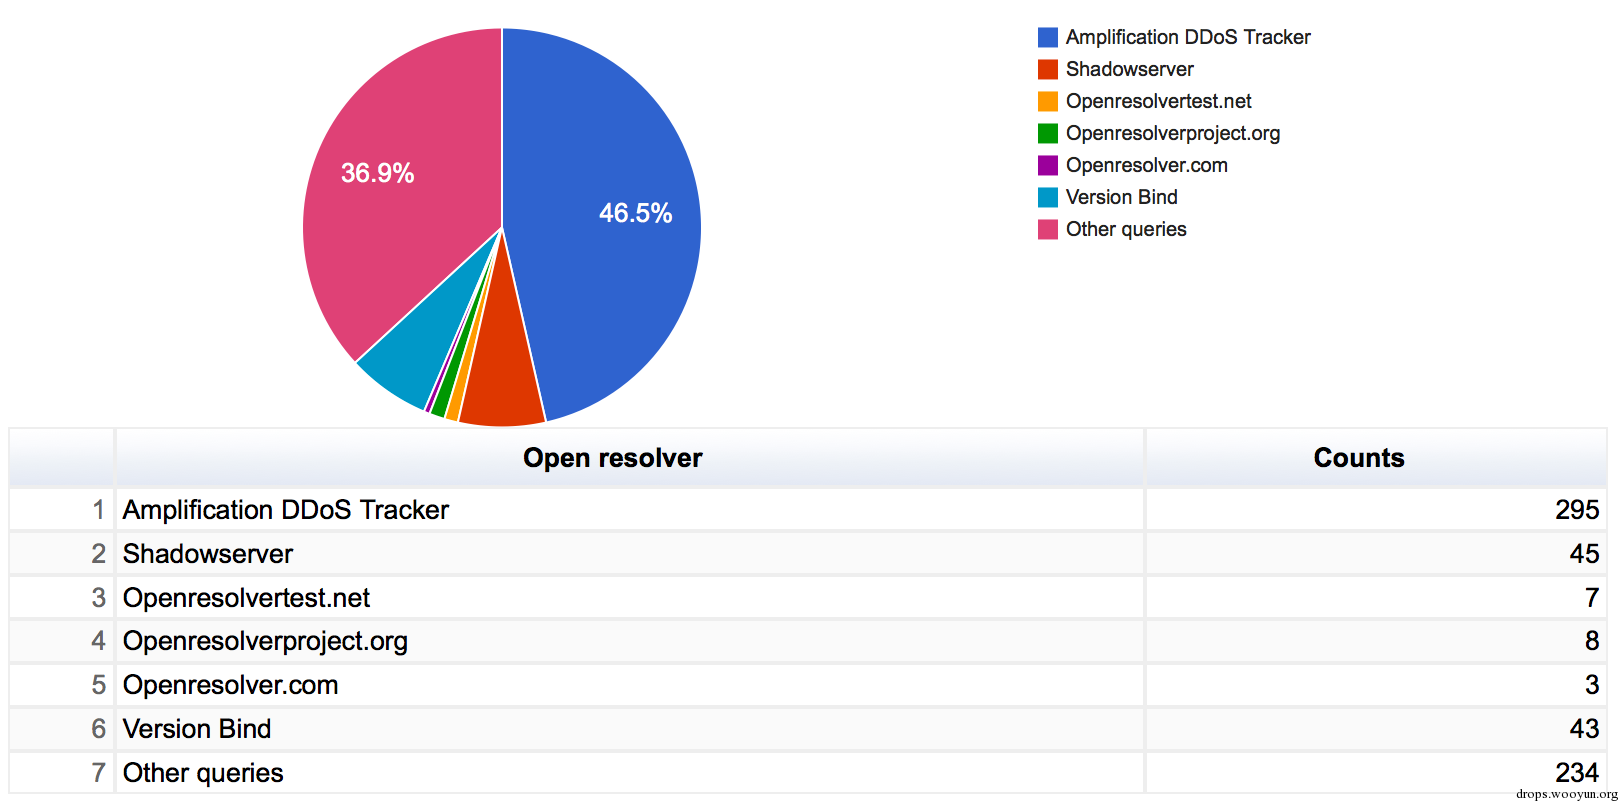 36.9%
46.5%
Amplification DDoS Tracker
Shadowserver
Openresolvertest.net
Openresolverproject.org
Openresolver.com
Version Bind
Other queries
Open resolver Counts
1 Amplification DDoS Tracker 295
2 Shadowserver 45
3 Openresolvertest.net 7
4 Openresolverproject.org 8
5 Openresolver.com 3
6 Version Bind 43
7 Other queries 234
drops.wooyun.org